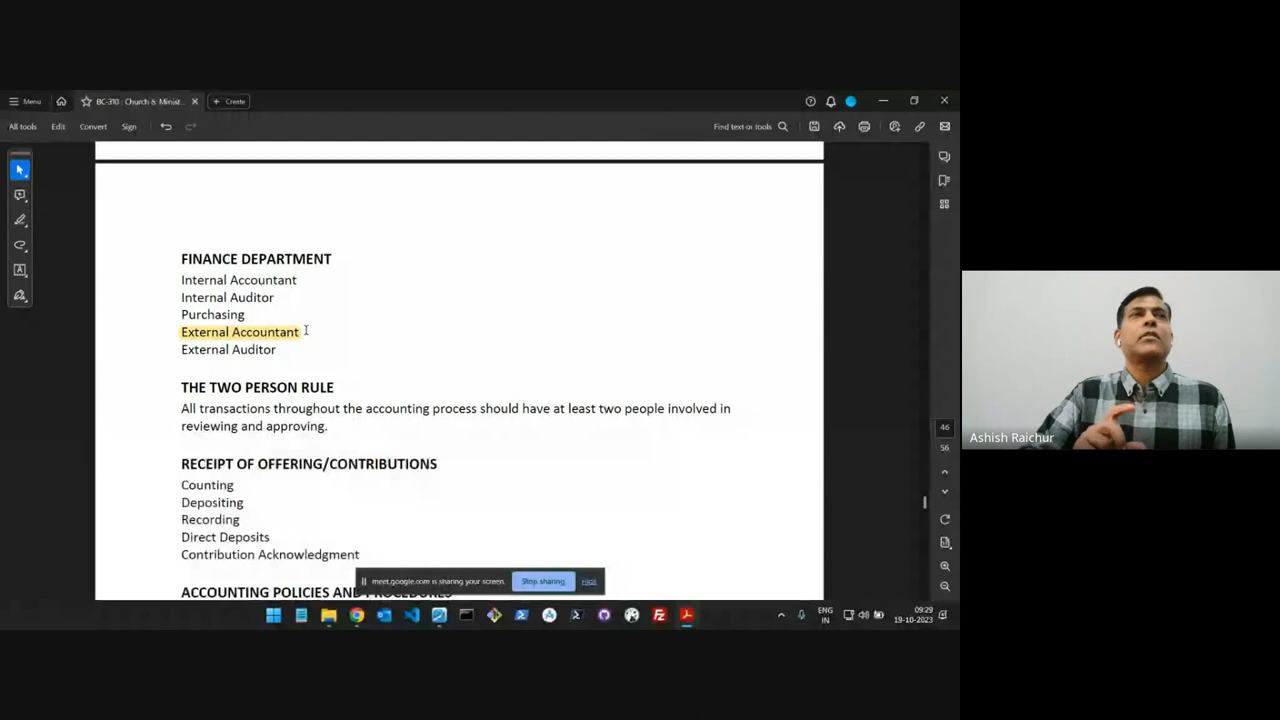 Menu
BC-310 : Church & Minist...
Create
All tools
Edit
Convert
Sign
Find text or tools
FINANCE DEPARTMENT
Internal Accountant
Internal Auditor
Purchasing
External Accountant
External Auditor
THE TWO PERSON RULE
All transactions throughout the accounting process should have at least two people involved in
reviewing and approving.
RECEIPT OF OFFERING/CONTRIBUTIONS
Counting
Depositing
Recording
Direct Deposits
Contribution Acknowledgment
ACCOUNTING POLICIES AND PROCEDURES
meet.google.com is sharing your screen.
Stop sharing
Hide
46
56
ENG
IN
09:29
19-10-2023
Ashish Raichur